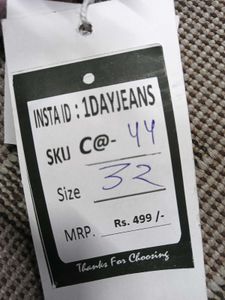 INSTA ID : 1DAYJEANS
SKU C@- 44
Size 32
MRP. Rs. 499 /-
Thanks For Choosing